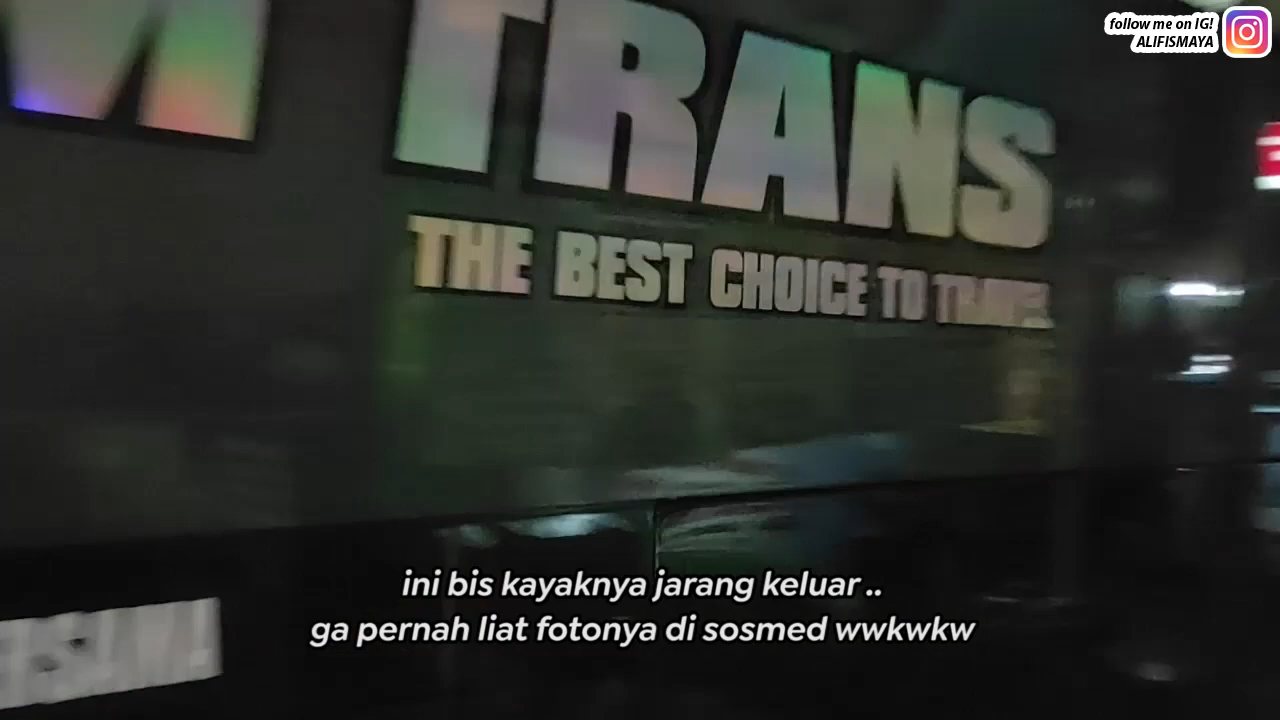 follow me on IG!
ALIFISMAYA
M TRANS
THE BEST CHOICE TO TRAVEL
ini bis kayaknya jarang keluar ..
ga pernah liat fotonya di sosmed wwkwkw